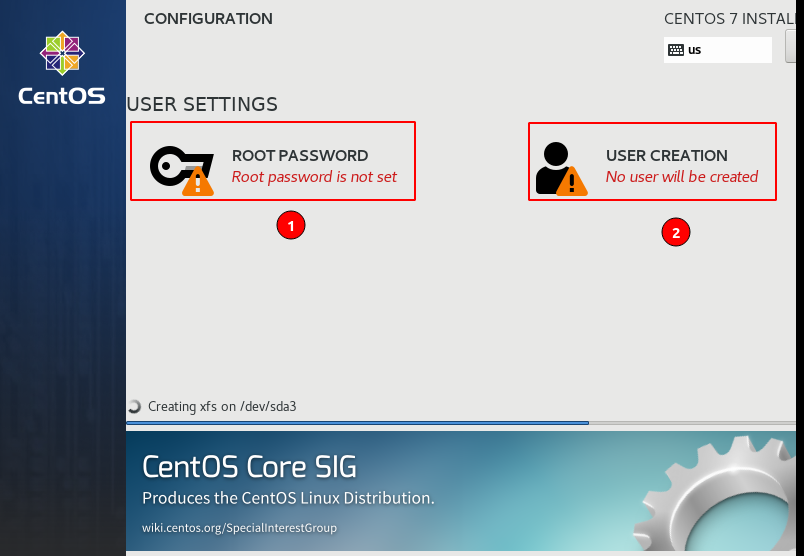 CONFIGURATION
CENTOS 7 INSTAL
us
CentOS
USER SETTINGS
ROOT PASSWORD
Root password is not set
USER CREATION
No user will be created
1
2
Creating xfs on /dev/sda3
CentOS Core SIG
Produces the CentOS Linux Distribution.
wiki.centos.org/SpecialInterestGroup